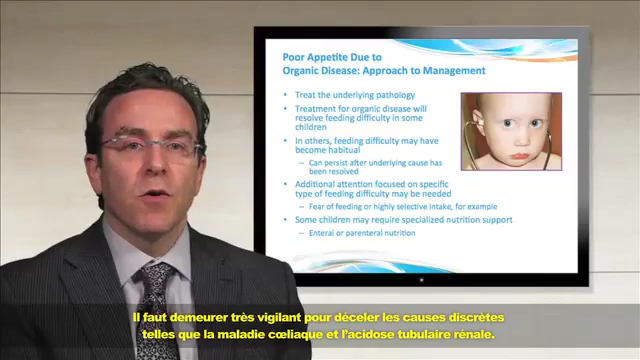 Poor Appetite Due to
Organic Disease: Approach to Management
• Treat the underlying pathology
• Treatment for organic disease will
resolve feeding difficulty in some
children
• In others, feeding difficulty may have
become habitual
– Can persist after underlying cause has
been resolved
• Additional attention focused on specific
type of feeding difficulty may be needed
– Fear of feeding or highly selective intake, for example
• Some children may require specialized nutrition support
– Enteral or parenteral nutrition
Il faut demeurer très vigilant pour déceler les causes discrètes
telles que la maladie cœliaque et l'acidose tubulaire rénale.